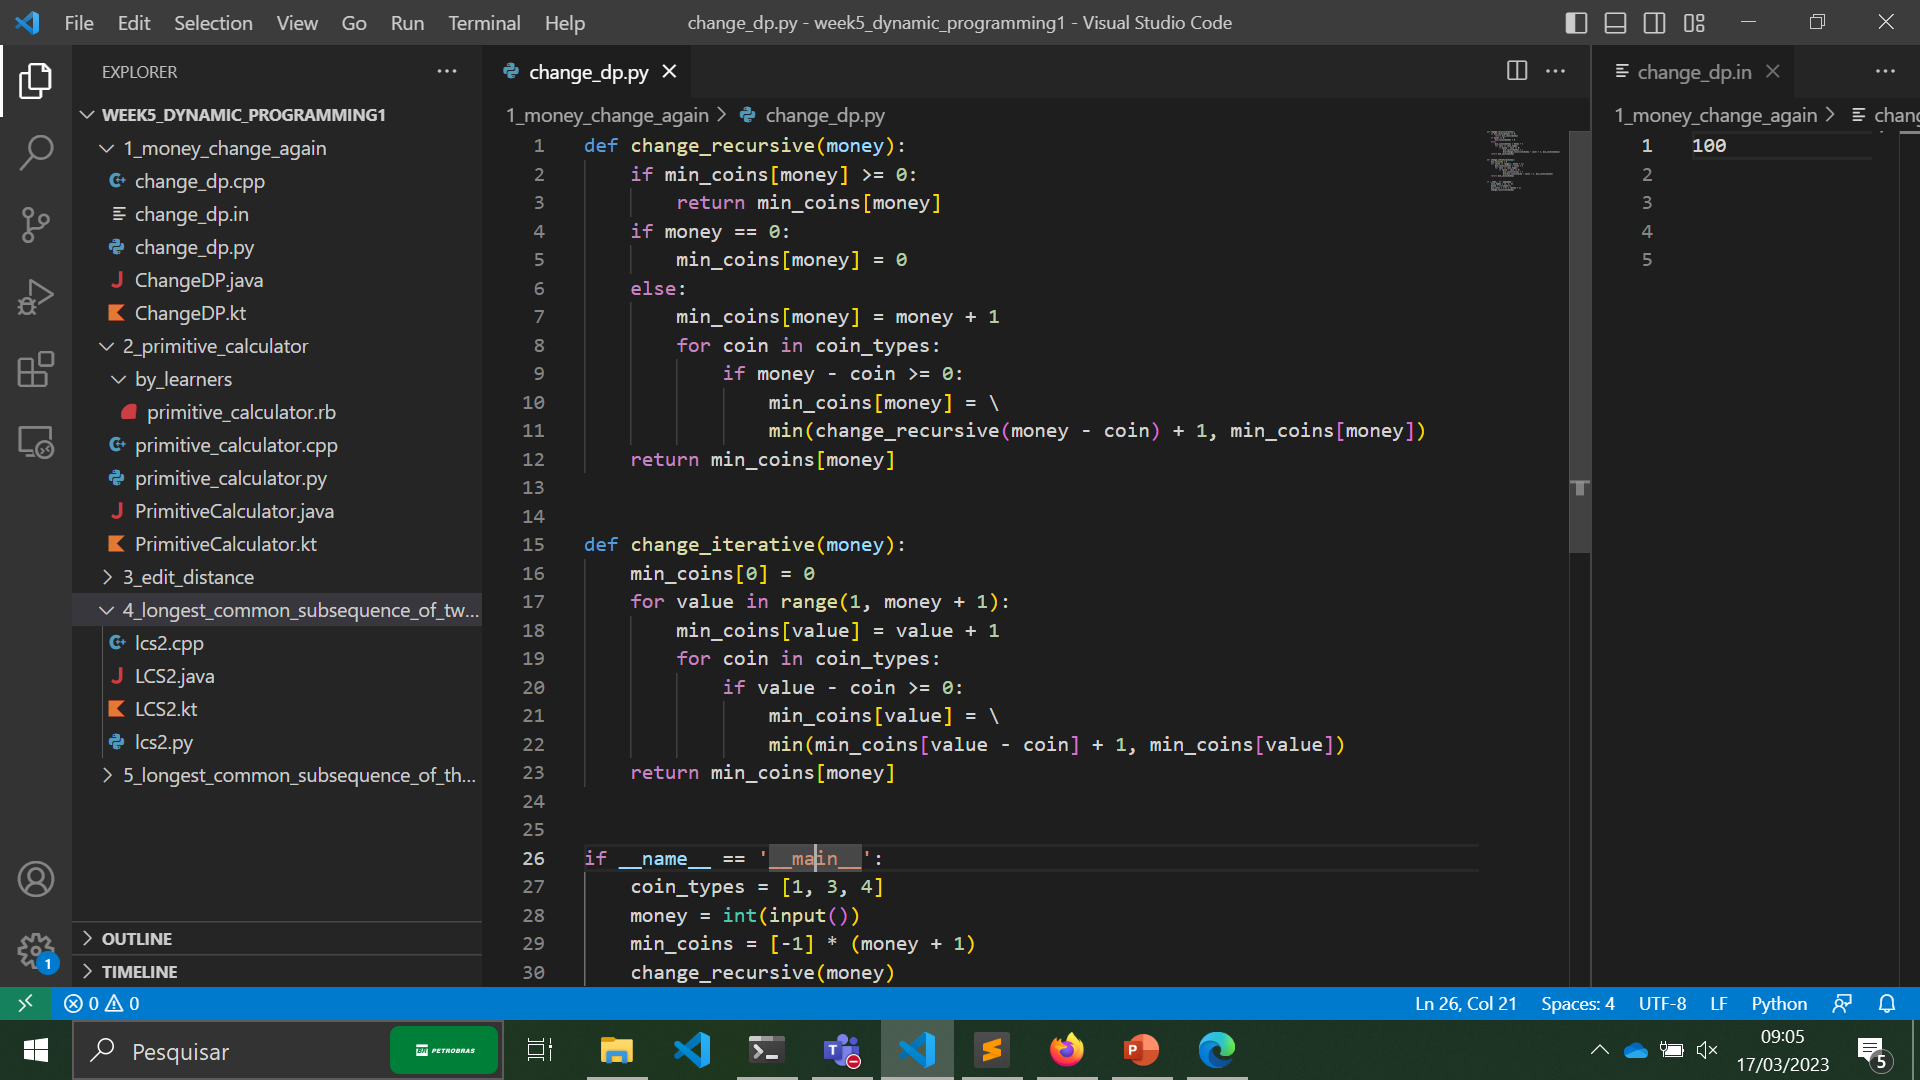 File Edit Selection View Go Run Terminal Help change_dp.py - week5_dynamic_programming1 - Visual Studio Code
EXPLORER
WEEK5_DYNAMIC_PROGRAMMING1
1_money_change_again
change_dp.cpp
change_dp.in
change_dp.py
ChangeDP.java
ChangeDP.kt
2_primitive_calculator
by_learners
primitive_calculator.rb
primitive_calculator.cpp
primitive_calculator.py
PrimitiveCalculator.java
PrimitiveCalculator.kt
3_edit_distance
4_longest_common_subsequence_of_tw...
lcs2.cpp
LCS2.java
LCS2.kt
lcs2.py
5_longest_common_subsequence_of_th...
OUTLINE
TIMELINE
1
change_dp.py
1_money_change_again > change_dp.py
1 def change_recursive(money):
2     if min_coins[money] >= 0:
3         return min_coins[money]
4     if money == 0:
5         min_coins[money] = 0
6     else:
7         min_coins[money] = money + 1
8         for coin in coin_types:
9             if money - coin >= 0:
10                 min_coins[money] = \
11                 min(change_recursive(money - coin) + 1, min_coins[money])
12     return min_coins[money]
13
14
15 def change_iterative(money):
16     min_coins[0] = 0
17     for value in range(1, money + 1):
18         min_coins[value] = value + 1
19         for coin in coin_types:
20             if value - coin >= 0:
21                 min_coins[value] = \
22                 min(min_coins[value - coin] + 1, min_coins[value])
23     return min_coins[money]
24
25
26 if __name__ == '__main__':
27     coin_types = [1, 3, 4]
28     money = int(input())
29     min_coins = [-1] * (money + 1)
30     change_recursive(money)
change_dp.in
1_money_change_again > chang
1 100
2
3
4
5
0 0
Ln 26, Col 21 Spaces: 4 UTF-8 LF Python
Pesquisar
BR PETROBRAS
09:05
17/03/2023
5